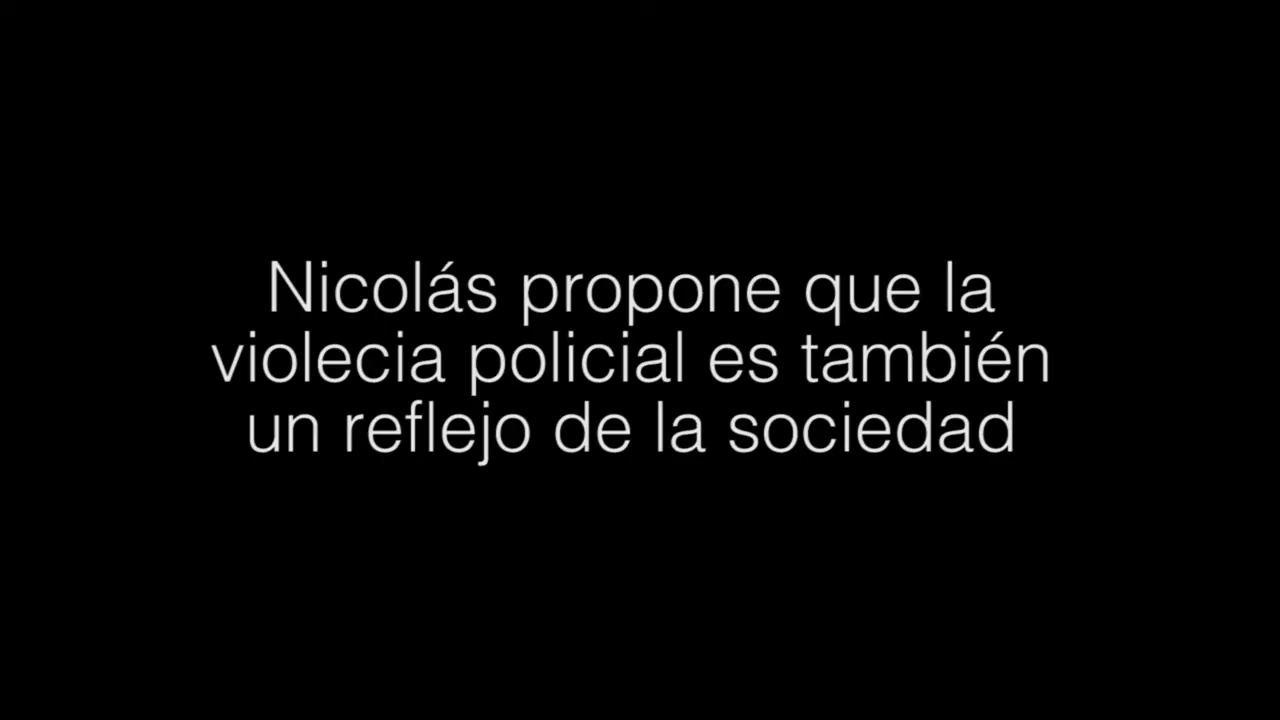 Nicolás propone que la
violecia policial es también
un reflejo de la sociedad